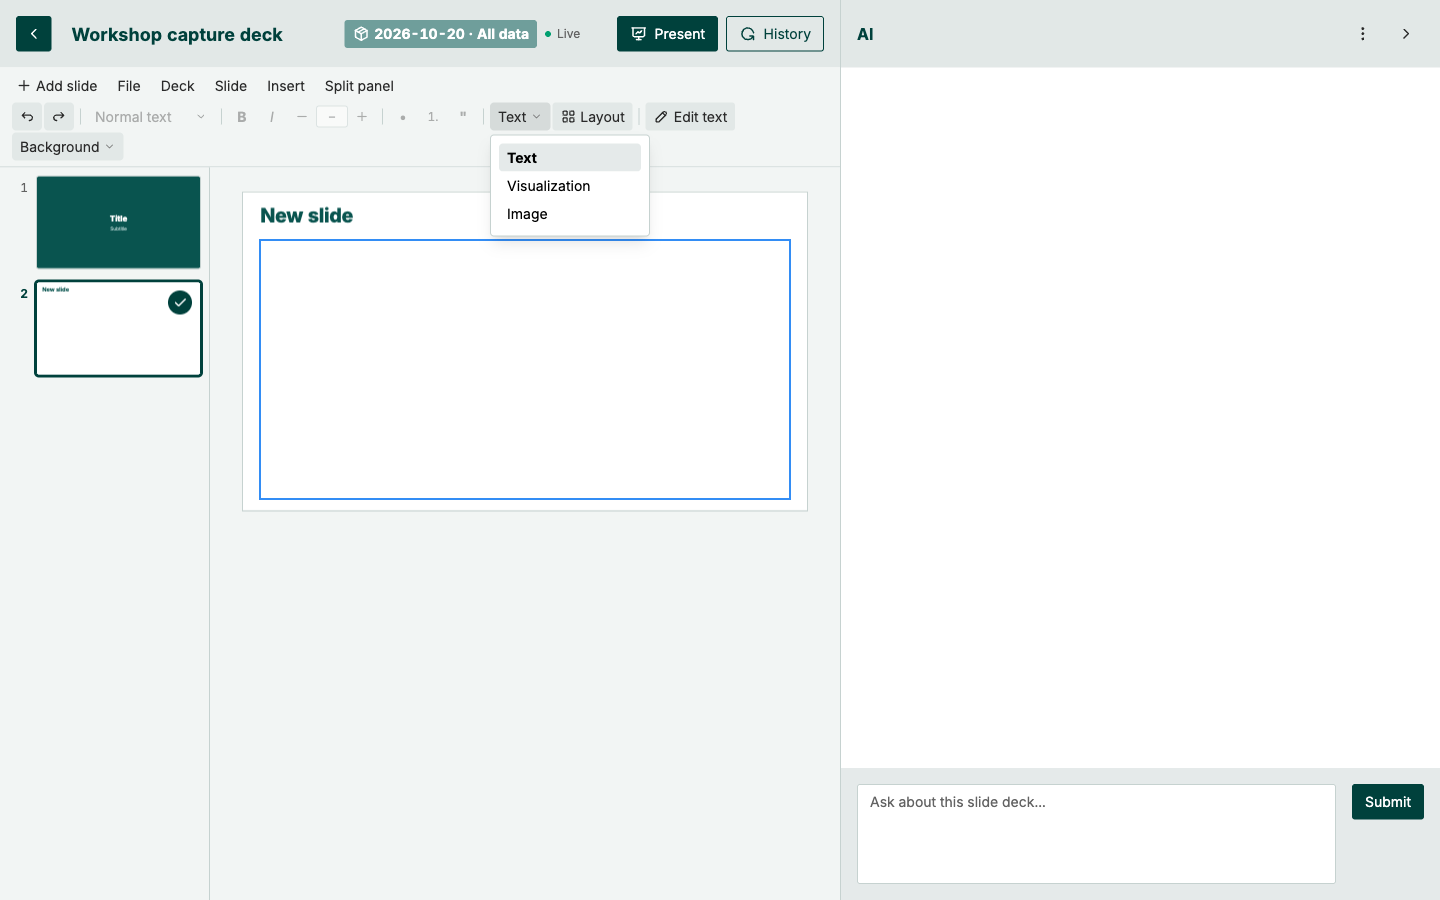 Workshop capture deck
2026-10-20 · All data
Live
Present
History
AI
Add slide
File
Deck
Slide
Insert
Split panel
Normal text
B
I
1.
"
Text
Layout
Edit text
Background
Text
Visualization
Image
1
Title
Subtitle
2
New slide
New slide
Ask about this slide deck...
Submit